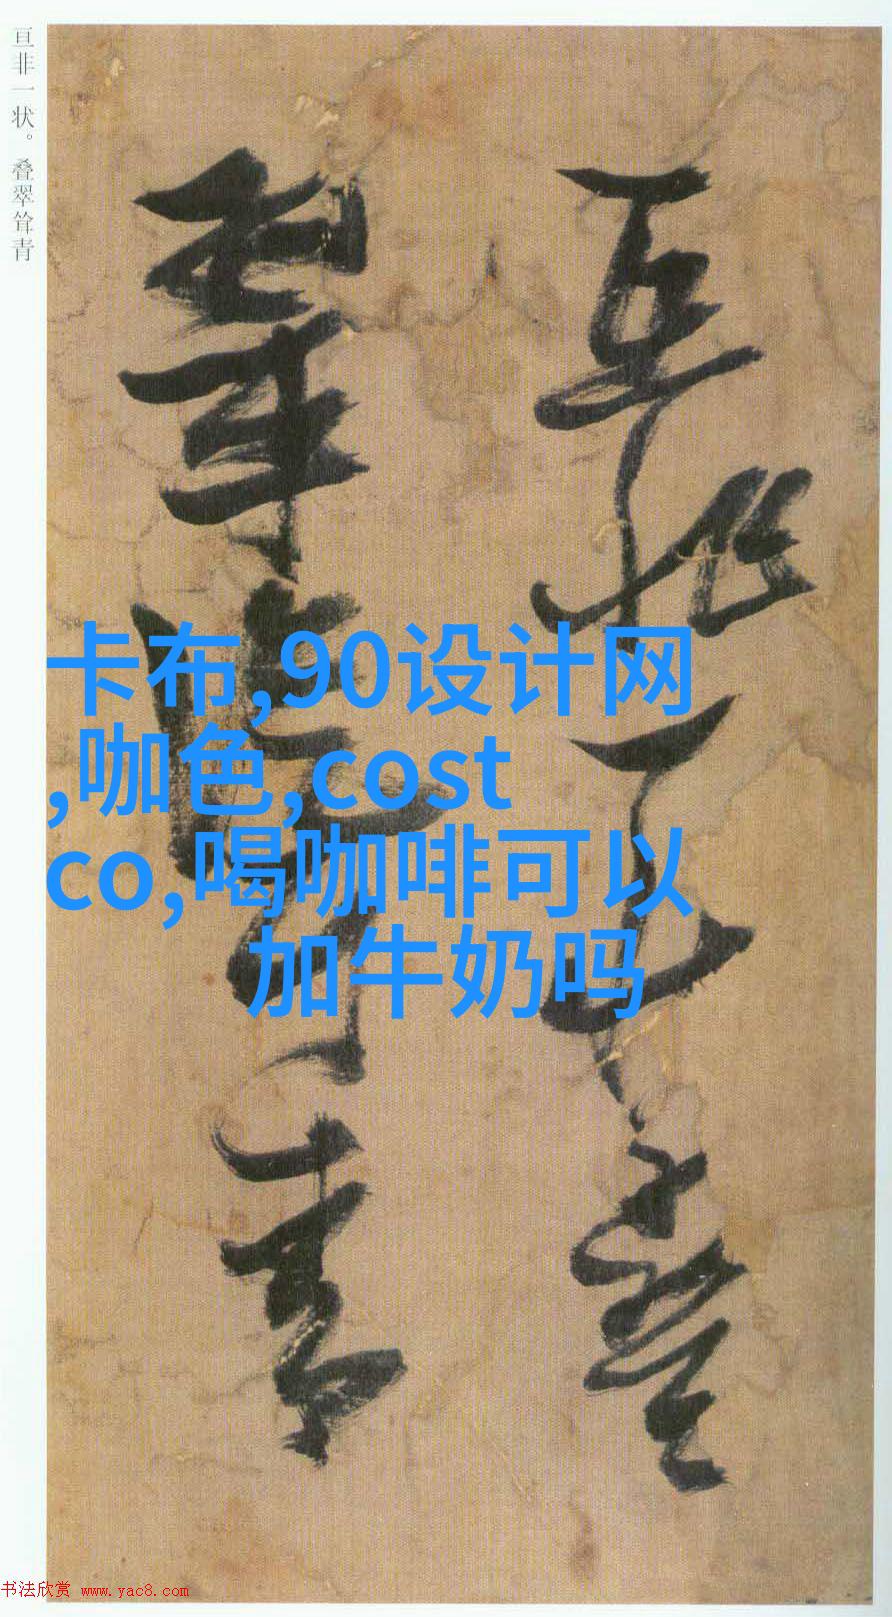 亘非一状。叠翠耸青
卡布,90设计网
,咖色,cost
co,喝咖啡可以
加牛奶吗
书法欣赏 www.yac8.com